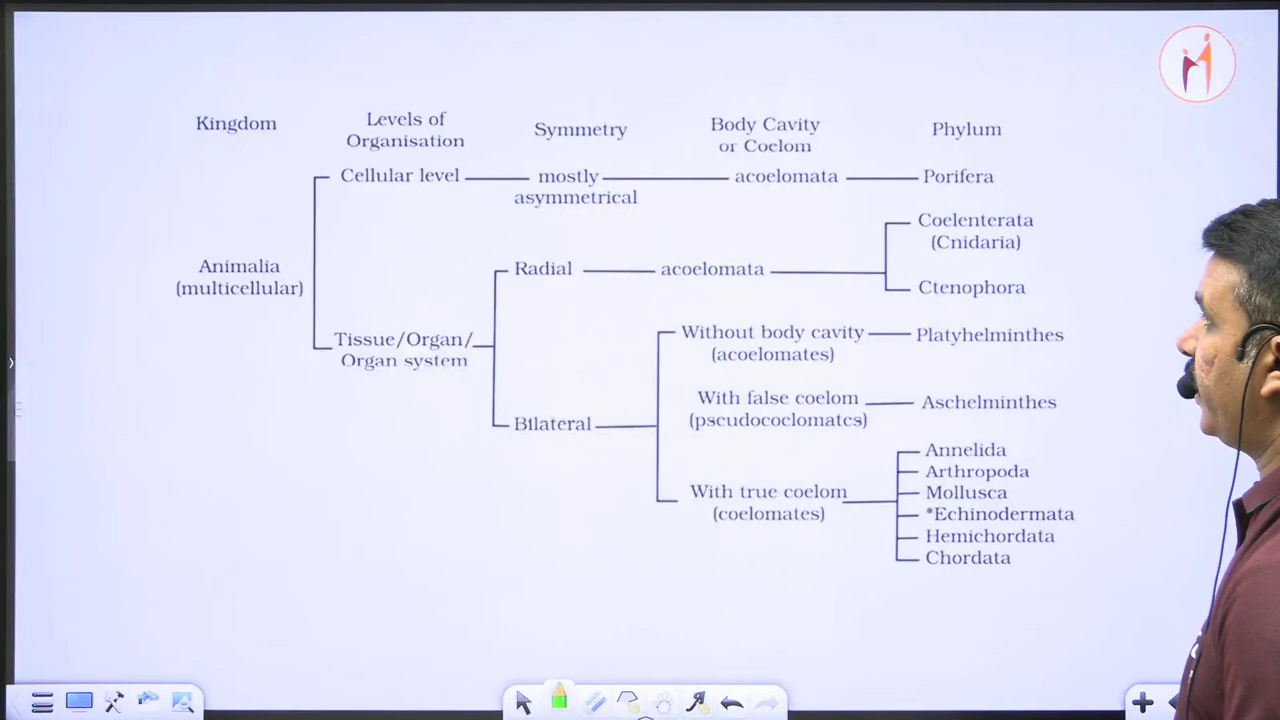 Kingdom
Levels of
Organisation
Symmetry
Body Cavity
or Coelom
Phylum
Cellular level
mostly
asymmetrical
acoelomata
Porifera
Animalia
(multicellular)
Tissue/Organ/
Organ system
Radial
acoelomata
Coelenterata
(Cnidaria)
Ctenophora
Bilateral
Without body cavity
(acoelomates)
Platyhelminthes
With false coelom
(pseudocoelomates)
Aschelminthes
With true coelom
(coelomates)
Annelida
Arthropoda
Mollusca
*Echinodermata
Hemichordata
Chordata